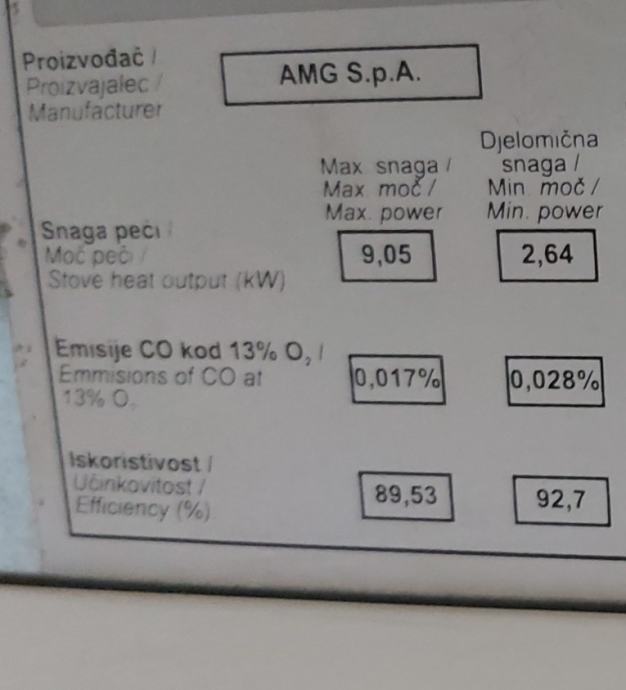 Proizvođač /
Proizvajalec /
Manufacturer
AMG S.p.A.
Max. snaga /
Max. moč /
Max. power
Djelomična
snaga /
Min. moč /
Min. power
Snaga peći /
Moč peči /
Stove heat output (kW)
9,05
2,64
Emisije CO kod 13% O₂ /
Emmisions of CO at
13% O₂
0,017%
0,028%
Iskoristivost /
Učinkovitost /
Efficiency (%)
89,53
92,7